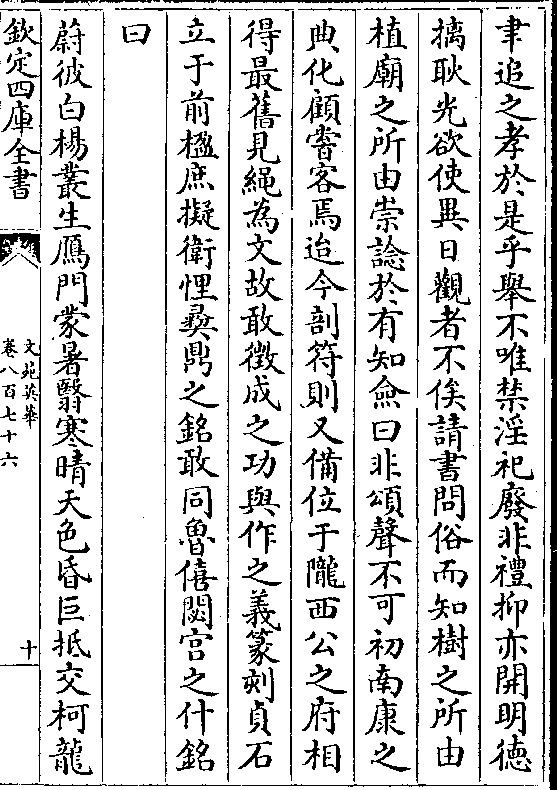 聿追之孝於是乎舉不唯禁淫祀廢非禮抑亦開明德
摛耿光欲使異日觀者不俟請書問俗而知樹之所由
植廟之所由崇諗於有知僉曰非頌聲不可初南康之
典化顧嘗客焉迨今剖符則又備位于隴西公之府相
得最舊見繩為文故敢徵成之功與作之義篆刻貞石
立于前楹庶擬衛悝彛鼎之銘敢同魯僖閟宫之什銘
曰
蔚彼白楊叢生鴈門蒙暑翳寒晴天色昏巨抵交柯龍
欽定四庫全書
文苑英華
卷八百七十六
十